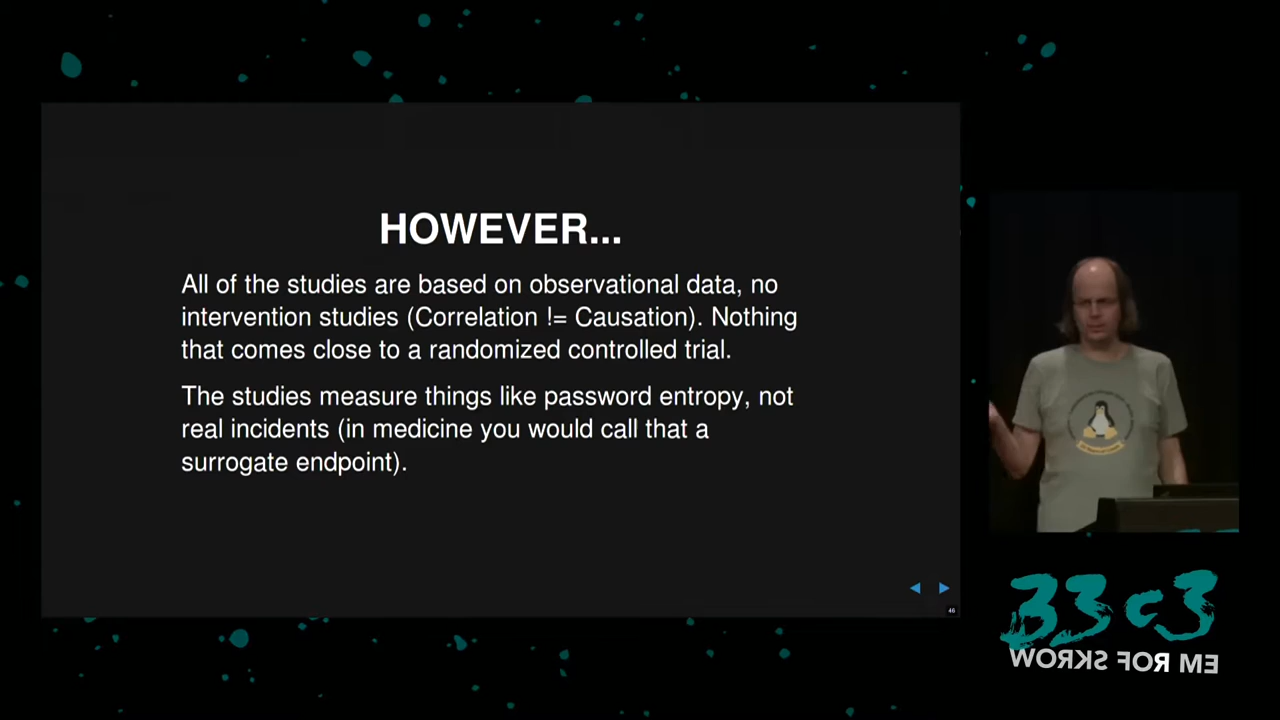 HOWEVER...
All of the studies are based on observational data, no
intervention studies (Correlation != Causation). Nothing
that comes close to a randomized controlled trial.
The studies measure things like password entropy, not
real incidents (in medicine you would call that a
surrogate endpoint).
46
33c3
WORKS FOR ME